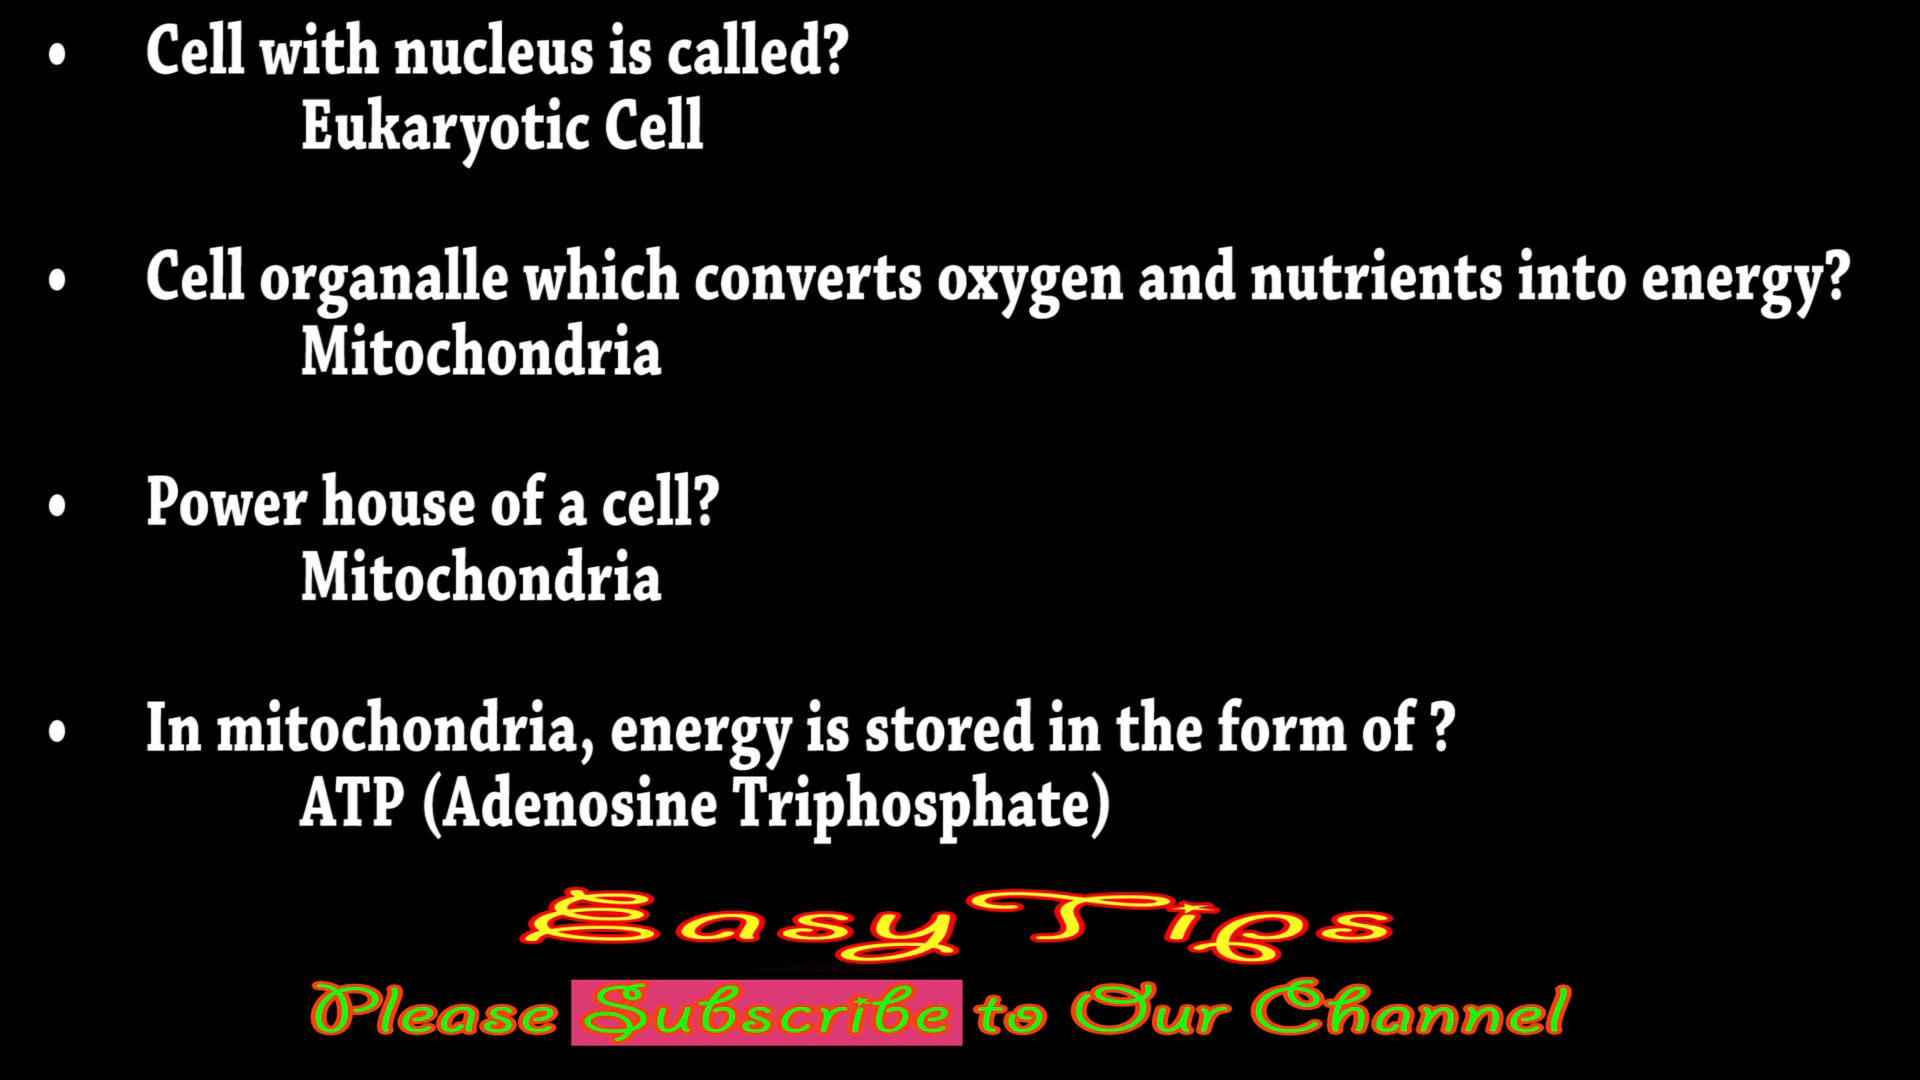 • Cell with nucleus is called?
Eukaryotic Cell
• Cell organalle which converts oxygen and nutrients into energy?
Mitochondria
• Power house of a cell?
Mitochondria
• In mitochondria, energy is stored in the form of ?
ATP (Adenosine Triphosphate)
Easy Tips
Please Subscribe to Our Channel